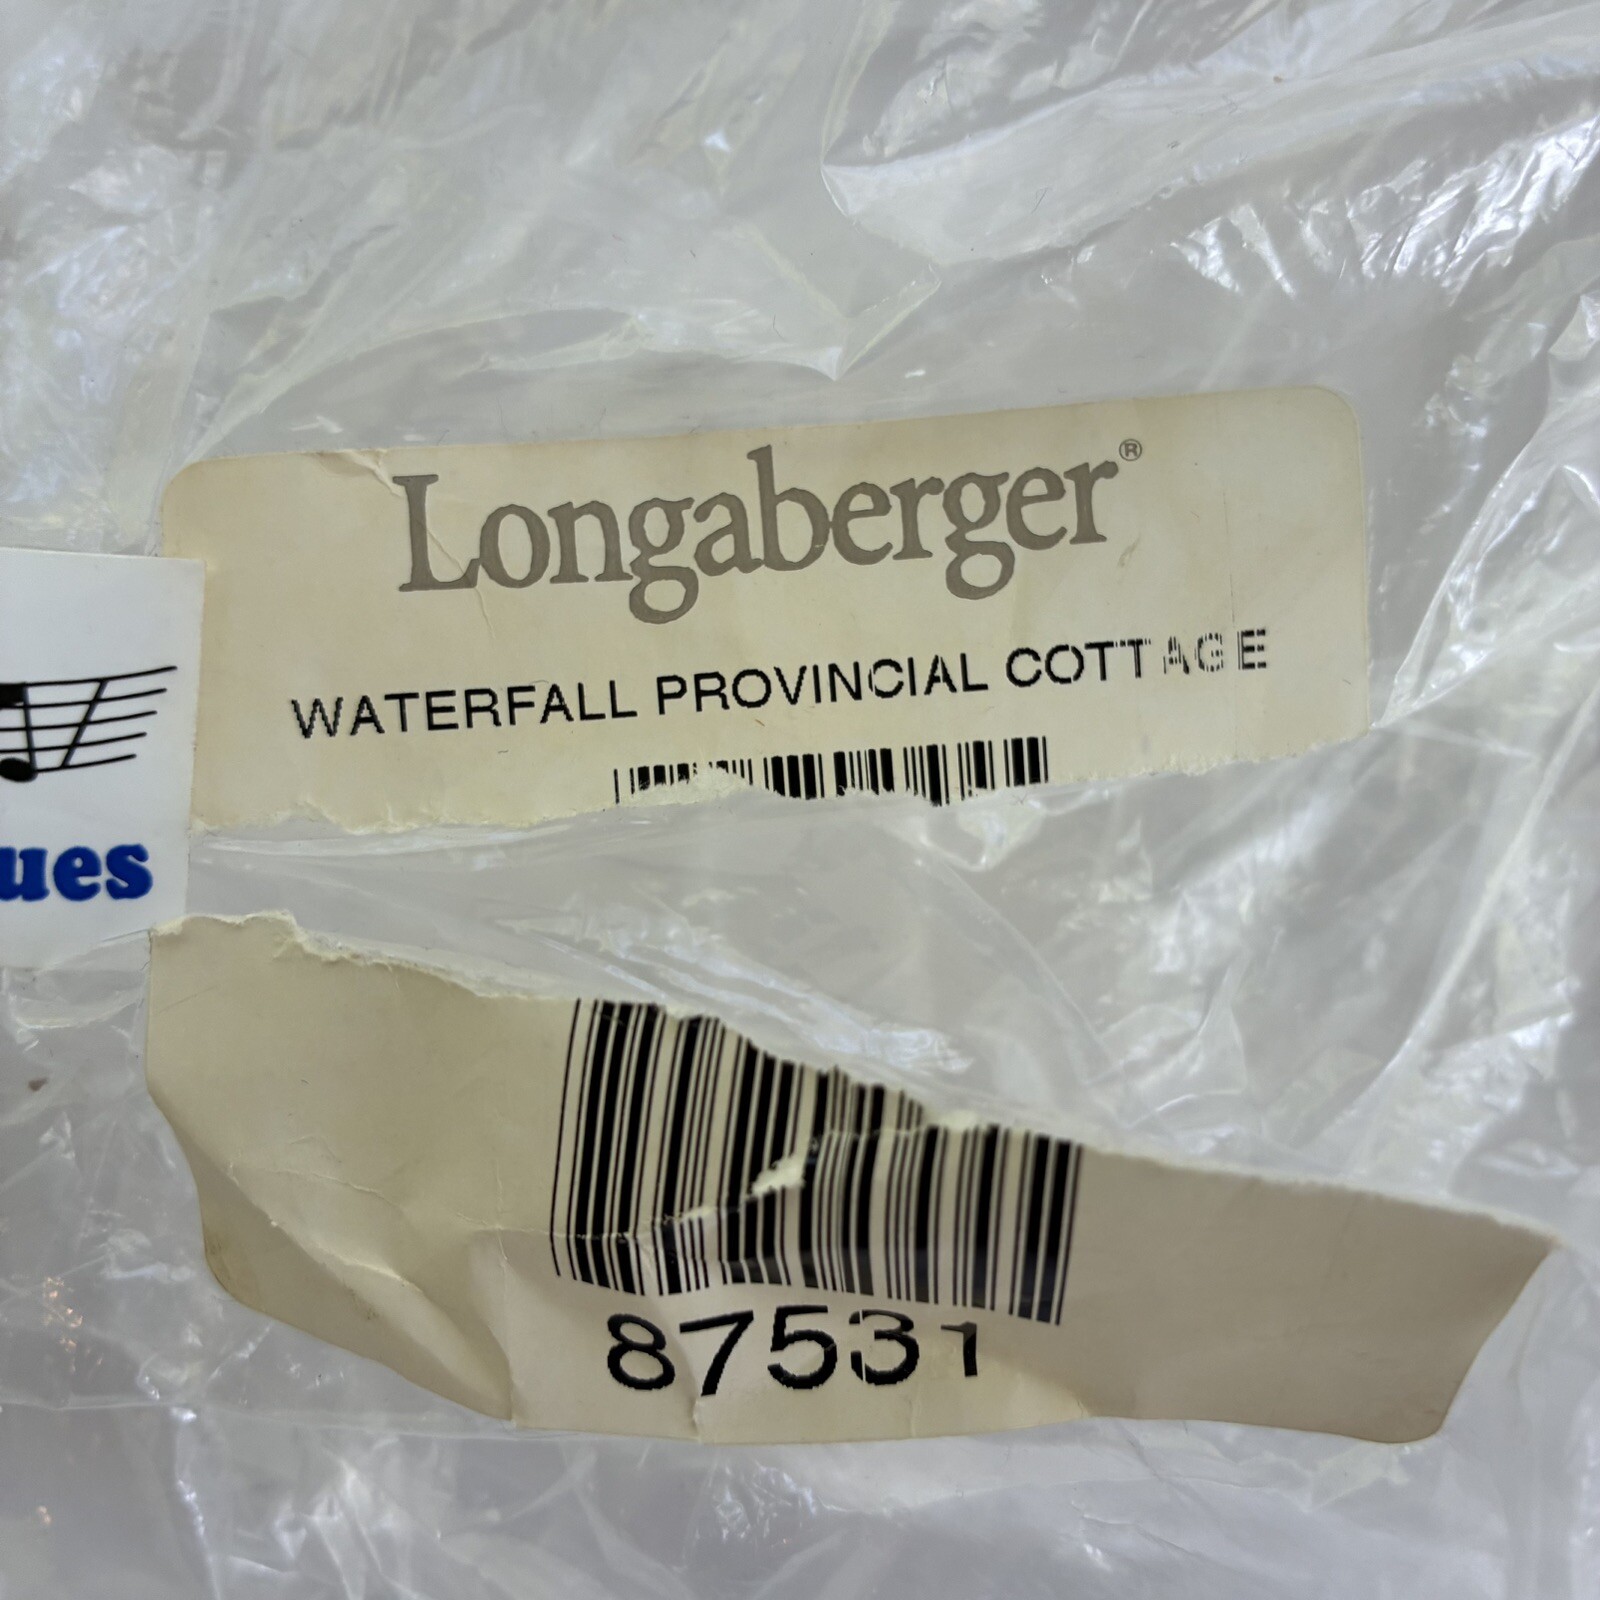 Longaberger®
WATERFALL PROVINCIAL COTTAGE
ues
87531